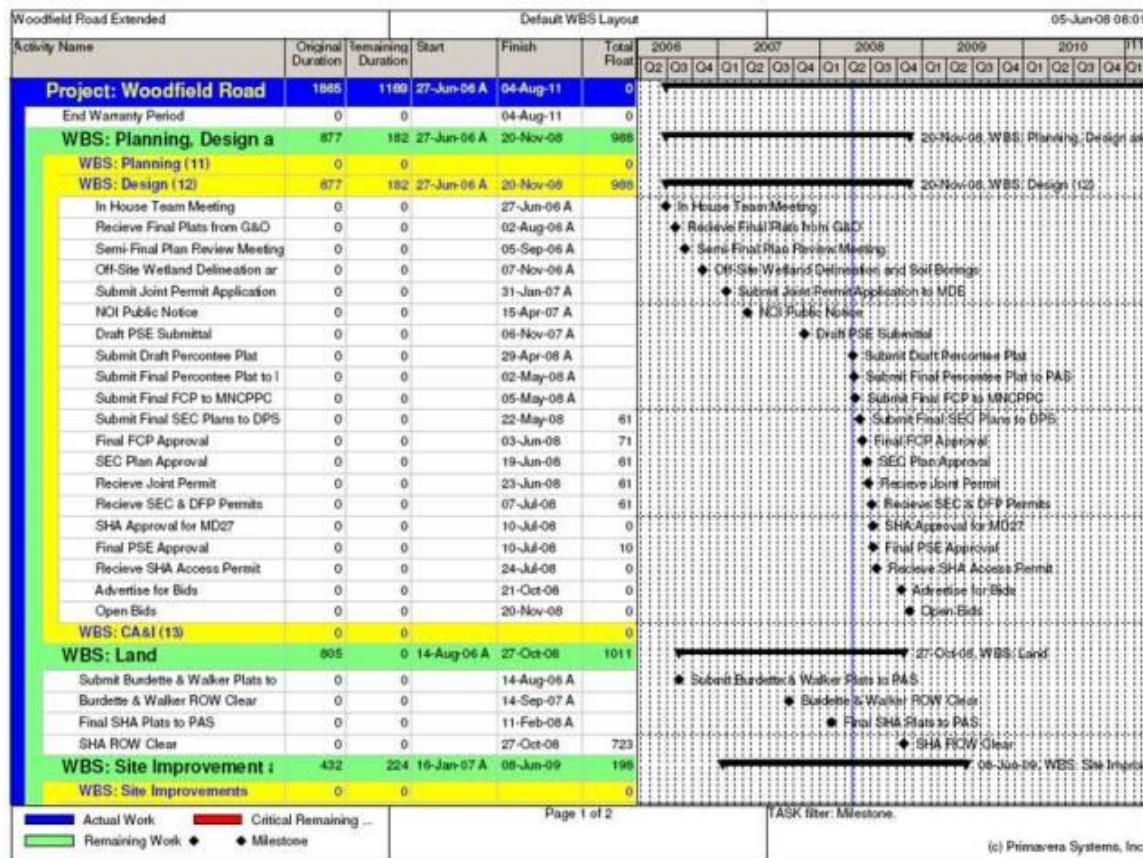 Woodfield Road Extended Default WBS Layout 05-Jun-08 08:01
Activity Name Original Duration Remaining Duration Start Finish Total Float 2006 2007 2008 2009 2010
Q2 Q3 Q4 Q1 Q2 Q3 Q4 Q1 Q2 Q3 Q4 Q1 Q2 Q3 Q4 Q1 Q2 Q3 Q4 Q1
Project: Woodfield Road 1865 1169 27-Jun-06 A 04-Aug-11 0
End Warranty Period 0 0 04-Aug-11 0
WBS: Planning, Design a 877 182 27-Jun-06 A 20-Nov-08 988 20-Nov-08, WBS: Planning, Design a
WBS: Planning (11) 0 0 0
WBS: Design (12) 877 182 27-Jun-06 A 20-Nov-08 988 20-Nov-08, WBS: Design (12)
In House Team Meeting 0 0 27-Jun-06 A In House Team Meeting
Recieve Final Plats from G&O 0 0 02-Aug-06 A Recieve Final Plats from G&O
Semi-Final Plan Review Meeting 0 0 05-Sep-06 A Semi-Final Plan Review Meeting
Off-Site Wetland Delineation ar 0 0 07-Nov-06 A Off-Site Wetland Delineation and Soil Borings
Submit Joint Permit Application 0 0 31-Jan-07 A Submit Joint Permit Application to MDE
NOI Public Notice 0 0 15-Apr-07 A NOI Public Notice
Draft PSE Submittal 0 0 06-Nov-07 A Draft PSE Submittal
Submit Draft Percontee Plat 0 0 29-Apr-08 A Submit Draft Percontee Plat
Submit Final Percontee Plat to l 0 0 02-May-08 A Submit Final Percontee Plat to PAS
Submit Final FCP to MNCPPC 0 0 05-May-08 A Submit Final FCP to MNCPPC
Submit Final SEC Plans to DPS 0 0 22-May-08 61 Submit Final SEC Plans to DPS
Final FCP Approval 0 0 03-Jun-08 71 Final FCP Approval
SEC Plan Approval 0 0 19-Jun-08 61 SEC Plan Approval
Recieve Joint Permit 0 0 23-Jun-08 61 Recieve Joint Permit
Recieve SEC & DFP Permits 0 0 07-Jul-08 61 Recieve SEC & DFP Permits
SHA Approval for MD27 0 0 10-Jul-08 0 SHA Approval for MD27
Final PSE Approval 0 0 10-Jul-08 10 Final PSE Approval
Recieve SHA Access Permit 0 0 24-Jul-08 0 Recieve SHA Access Permit
Advertise for Bids 0 0 21-Oct-08 0 Advertise for Bids
Open Bids 0 0 20-Nov-08 0 Open Bids
WBS: CA&I (13) 0 0 0
WBS: Land 805 0 14-Aug-06 A 27-Oct-08 1011 27-Oct-08, WBS: Land
Submit Burdette & Walker Plats to 0 0 14-Aug-06 A Submit Burdette & Walker Plats to PAS
Burdette & Walker ROW Clear 0 0 14-Sep-07 A Burdette & Walker ROW Clear
Final SHA Plats to PAS 0 0 11-Feb-08 A Final SHA Plats to PAS
SHA ROW Clear 0 0 27-Oct-08 723 SHA ROW Clear
WBS: Site Improvement a 432 224 16-Jan-07 A 08-Jun-09 198 08-Jun-09, WBS: Site Impro
WBS: Site Improvements 0 0 0
Actual Work Critical Remaining ... Page 1 of 2 TASK filter: Milestone.
Remaining Work Milestone (c) Primavera Systems, Inc